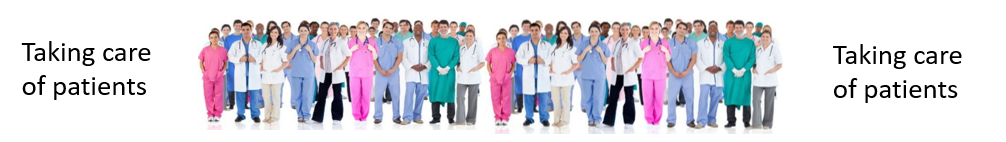 Taking care
of patients
Taking care
of patients